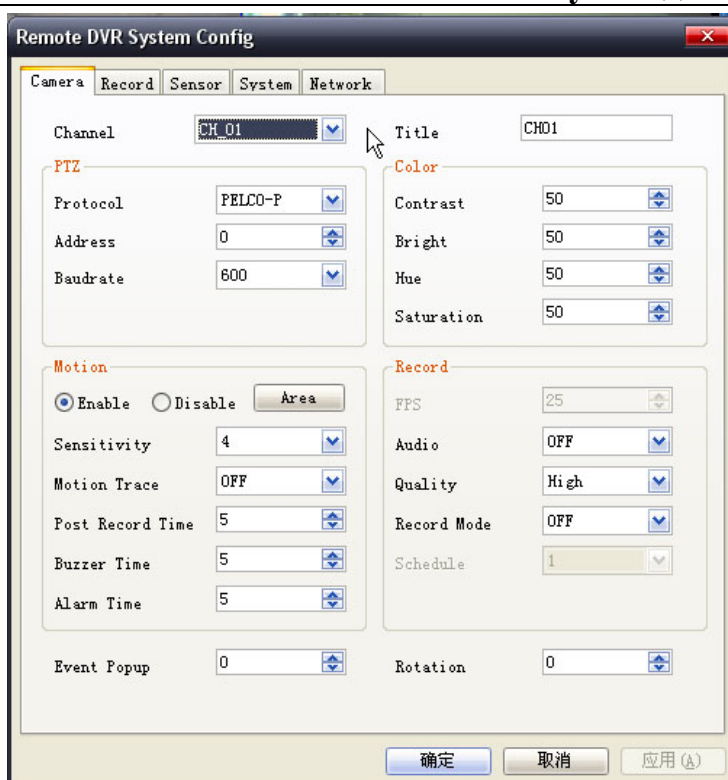 Remote DVR System Config
Camera Record Sensor System Network
Channel CH_01 Title CH01
PTZ Color
Protocol PELCO-P Contrast 50
Address 0 Bright 50
Baudrate 600 Hue 50
Saturation 50
Motion Record
Enable Disable Area FPS 25
Sensitivity 4 Audio OFF
Motion Trace OFF Quality High
Post Record Time 5 Record Mode OFF
Buzzer Time 5 Schedule 1
Alarm Time 5
Event Popup 0 Rotation 0
确定 取消 应用(A)